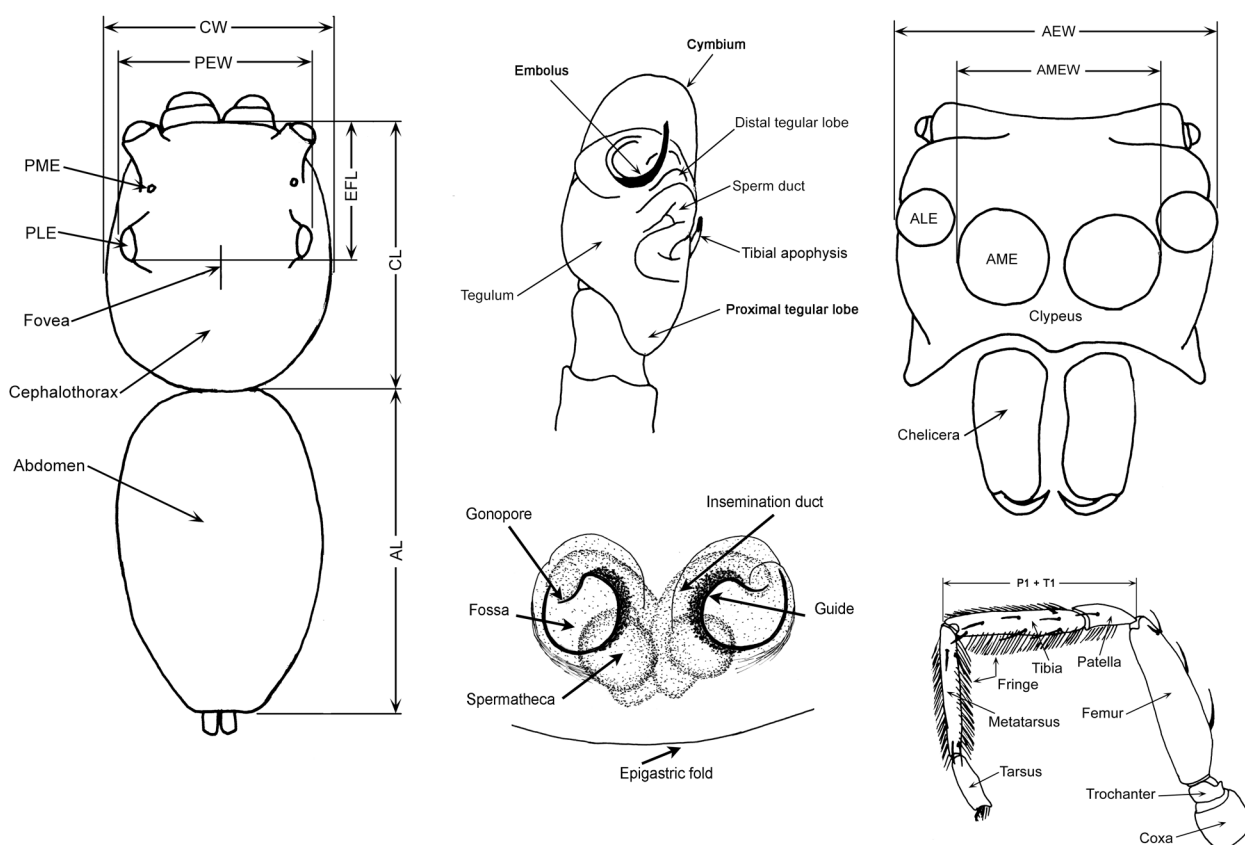 CW
PEW
PME
EFL
PLE
CL
Fovea
Cephalothorax
Abdomen
AL
Cymbium
Embolus
Distal tegular lobe
Sperm duct
Tibial apophysis
Tegulum
Proximal tegular lobe
Insemination duct
Gonopore
Fossa
Guide
Spermatheca
Epigastric fold
AEW
AMEW
ALE
AME
Clypeus
Chelicera
P1 + T1
Tibia
Patella
Fringe
Metatarsus
Femur
Tarsus
Trochanter
Coxa